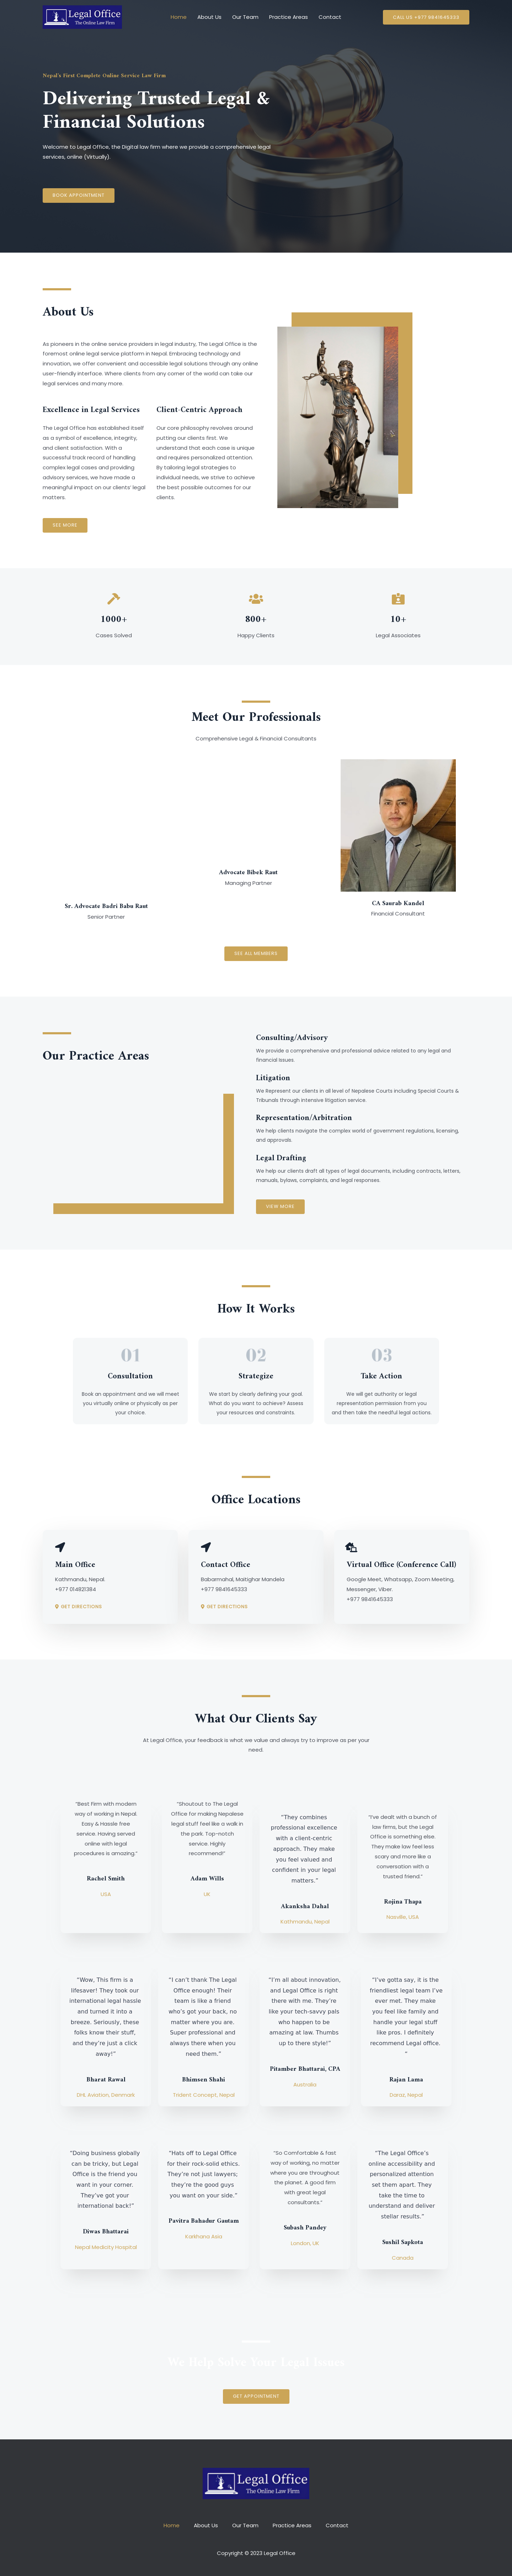 Legal Office
The Online Law Firm
Home About Us Our Team Practice Areas Contact
CALL US +977 9841645333
Nepal's First Complete Online Service Law Firm
Delivering Trusted Legal &
Financial Solutions
Welcome to Legal Office, the Digital law firm where we provide a comprehensive legal
services, online (Virtually).
BOOK APPOINTMENT
About Us
As pioneers in the online service providers in legal industry, The Legal Office is the
foremost online legal service platform in Nepal. Embracing technology and
innovation, we offer convenient and accessible legal solutions through any online
user-friendly interface. Where clients from any corner of the world can take our
legal services and many more.
Excellence in Legal Services
The Legal Office has established itself
as a symbol of excellence, integrity,
and client satisfaction. With a
successful track record of handling
complex legal cases and providing
advisory services, we have made a
meaningful impact on our clients' legal
matters.
Client-Centric Approach
Our core philosophy revolves around
putting our clients first. We
understand that each case is unique
and requires personalized attention.
By tailoring legal strategies to
individual needs, we strive to achieve
the best possible outcomes for our
clients.
SEE MORE
1000+
Cases Solved
800+
Happy Clients
10+
Legal Associates
Meet Our Professionals
Comprehensive Legal & Financial Consultants
Sr. Advocate Badri Babu Raut
Senior Partner
Advocate Bibek Raut
Managing Partner
CA Saurab Kandel
Financial Consultant
SEE ALL MEMBERS
Our Practice Areas
Consulting/Advisory
We provide a comprehensive and professional advice related to any legal and
financial issues.
Litigation
We Represent our clients in all level of Nepalese Courts including Special Courts &
Tribunals through intensive litigation service.
Representation/Arbitration
We help clients navigate the complex world of government regulations, licensing,
and approvals.
Legal Drafting
We help our clients draft all types of legal documents, including contracts, letters,
manuals, bylaws, complaints, and legal responses.
VIEW MORE
How It Works
01
Consultation
Book an appointment and we will meet
you virtually online or physically as per
your choice.
02
Strategize
We start by clearly defining your goal.
What do you want to achieve? Assess
your resources and constraints.
03
Take Action
We will get authority or legal
representation permission from you
and then take the needful legal actions.
Office Locations
Main Office
Kathmandu, Nepal.
+977 014821384
GET DIRECTIONS
Contact Office
Babarmahal, Maitighar Mandela
+977 9841645333
GET DIRECTIONS
Virtual Office (Conference Call)
Google Meet, Whatsapp, Zoom Meeting,
Messenger, Viber.
+977 9841645333
What Our Clients Say
At Legal Office, your feedback is what we value and always try to improve as per your
need.
"Best Firm with modern
way of working in Nepal.
Easy & Hassle free
service. Having served
online with legal
procedures is amazing."
Rachel Smith
USA
"Shoutout to The Legal
Office for making Nepalese
legal stuff feel like a walk in
the park. Top-notch
service. Highly
recommend!"
Adam Wills
UK
"They combines
professional excellence
with a client-centric
approach. They make
you feel valued and
confident in your legal
matters."
Akanksha Dahal
Kathmandu, Nepal
"I've dealt with a bunch of
law firms, but the Legal
Office is something else.
They make law feel less
scary and more like a
conversation with a
trusted friend."
Rojina Thapa
Nasville, USA
"Wow, This firm is a
lifesaver! They took our
international legal hassle
and turned it into a
breeze. Seriously, these
folks know their stuff,
and they're just a click
away!"
Bharat Rawal
DHL Aviation, Denmark
"I can't thank The Legal
Office enough! Their
team is like a friend
who's got your back, no
matter where you are.
Super professional and
always there when you
need them."
Bhimsen Shahi
Trident Concept, Nepal
"I'm all about innovation,
and Legal Office is right
there with me. They're
like your tech-savvy pals
who happen to be
amazing at law. Thumbs
up to there style!"
Pitamber Bhattarai, CPA
Australia
"I've gotta say, it is the
friendliest legal team I've
ever met. They make
you feel like family and
handle your legal stuff
like pros. I definitely
recommend Legal office.
"
Rajan Lama
Daraz, Nepal
"Doing business globally
can be tricky, but Legal
Office is the friend you
want in your corner.
They've got your
international back!"
Diwas Bhattarai
Nepal Medicity Hospital
"Hats off to Legal Office
for their rock-solid ethics.
They're not just lawyers;
they're the good guys
you want on your side."
Pavitra Bahadur Gautam
Karkhana Asia
"So Comfortable & fast
way of working, no matter
where you are throughout
the planet. A good firm
with great legal
consultants."
Subash Pandey
London, UK
"The Legal Office's
online accessibility and
personalized attention
set them apart. They
take the time to
understand and deliver
stellar results."
Sushil Sapkota
Canada
GET APPOINTMENT
Legal Office
The Online Law Firm
Home About Us Our Team Practice Areas Contact
Copyright © 2023 Legal Office